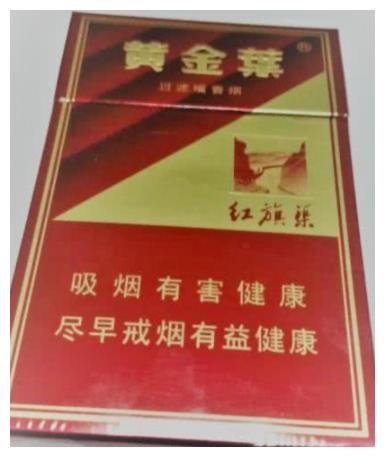 黄金葉
过滤嘴香烟
红旗渠
吸烟有害健康
尽早戒烟有益健康